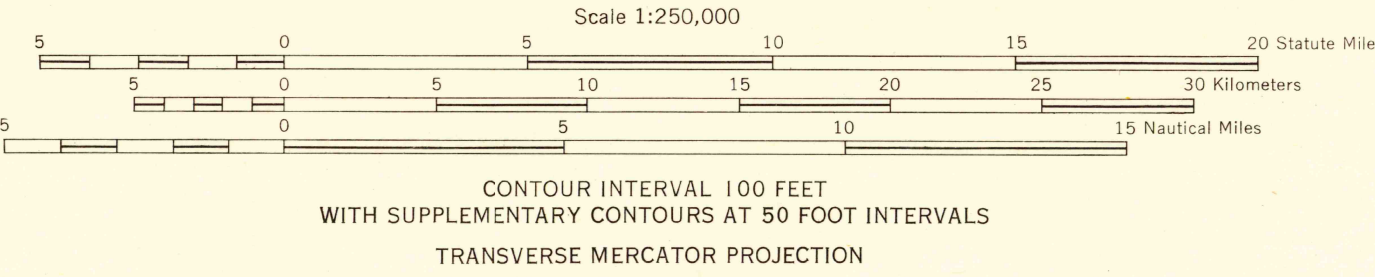 Scale 1:250,000
5 0 5 10 15 20 Statute Mile
5 0 5 10 15 20 25 30 Kilometers
5 0 5 10 15 Nautical Miles
CONTOUR INTERVAL 100 FEET
WITH SUPPLEMENTARY CONTOURS AT 50 FOOT INTERVALS
TRANSVERSE MERCATOR PROJECTION